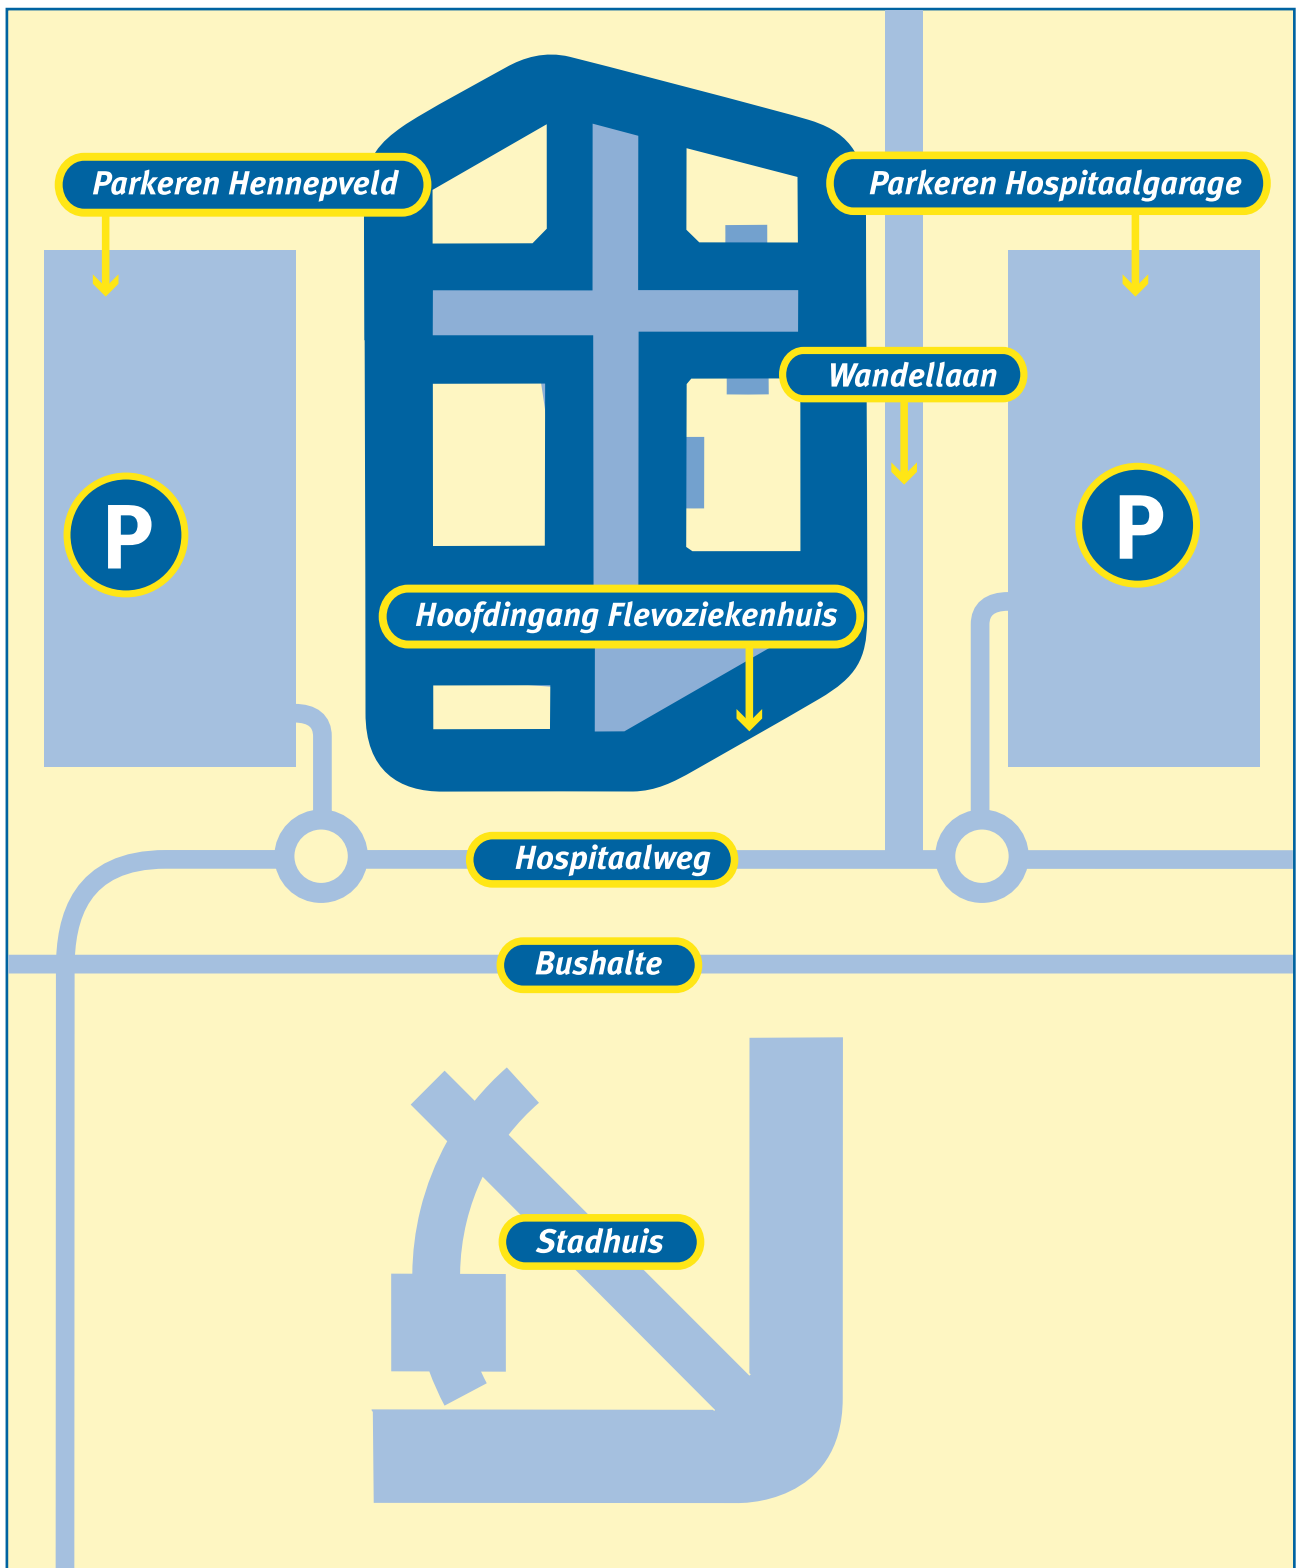 Parkeren Hennepveld
Parkeren Hospitaalgarage
Wandellaan
P
P
Hoofdingang Flevoziekenhuis
Hospitaalweg
Bushalte
Stadhuis